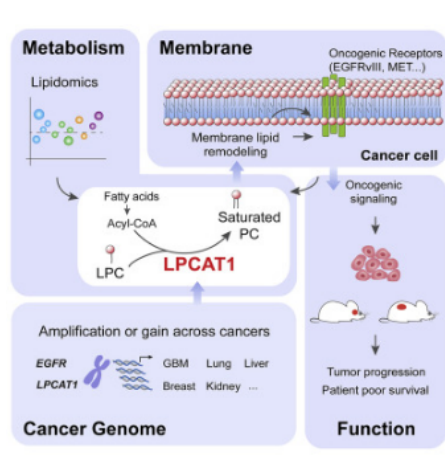 Metabolism
Lipidomics
Membrane
Oncogenic Receptors
(EGFRvIII, MET...)
Membrane lipid
remodeling
Cancer cell
Fatty acids
Acyl-CoA
LPC
LPCAT1
Saturated
PC
Oncogenic
signaling
Tumor progression
Patient poor survival
Function
Amplification or gain across cancers
EGFR
LPCAT1
GBM Lung Liver
Breast Kidney ...
Cancer Genome